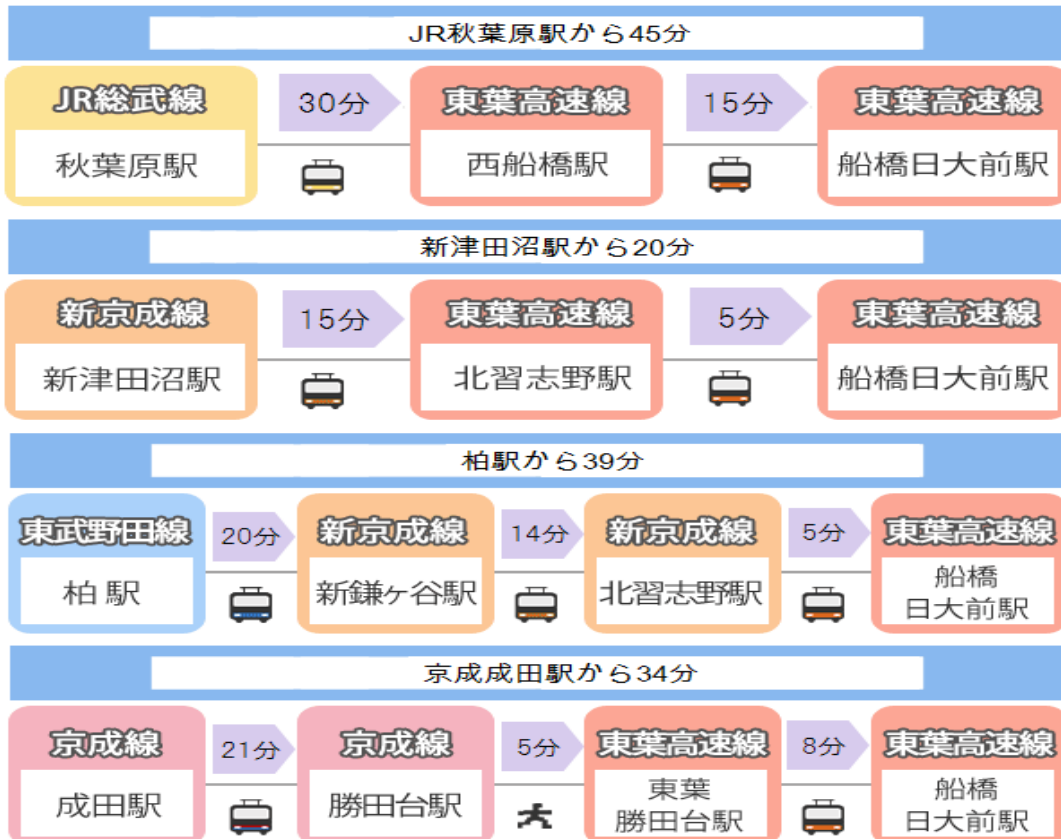 JR秋葉原駅から45分
JR総武線
30分
東葉高速線
15分
東葉高速線
秋葉原駅
西船橋駅
船橋日大前駅
新津田沼駅から20分
新京成線
15分
東葉高速線
5分
東葉高速線
新津田沼駅
北習志野駅
船橋日大前駅
柏駅から39分
東武野田線
20分
新京成線
14分
新京成線
5分
東葉高速線
柏駅
新鎌ヶ谷駅
北習志野駅
船橋
日大前駅
京成成田駅から34分
京成線
21分
京成線
5分
東葉高速線
8分
東葉高速線
成田駅
勝田台駅
東葉
勝田台駅
船橋
日大前駅